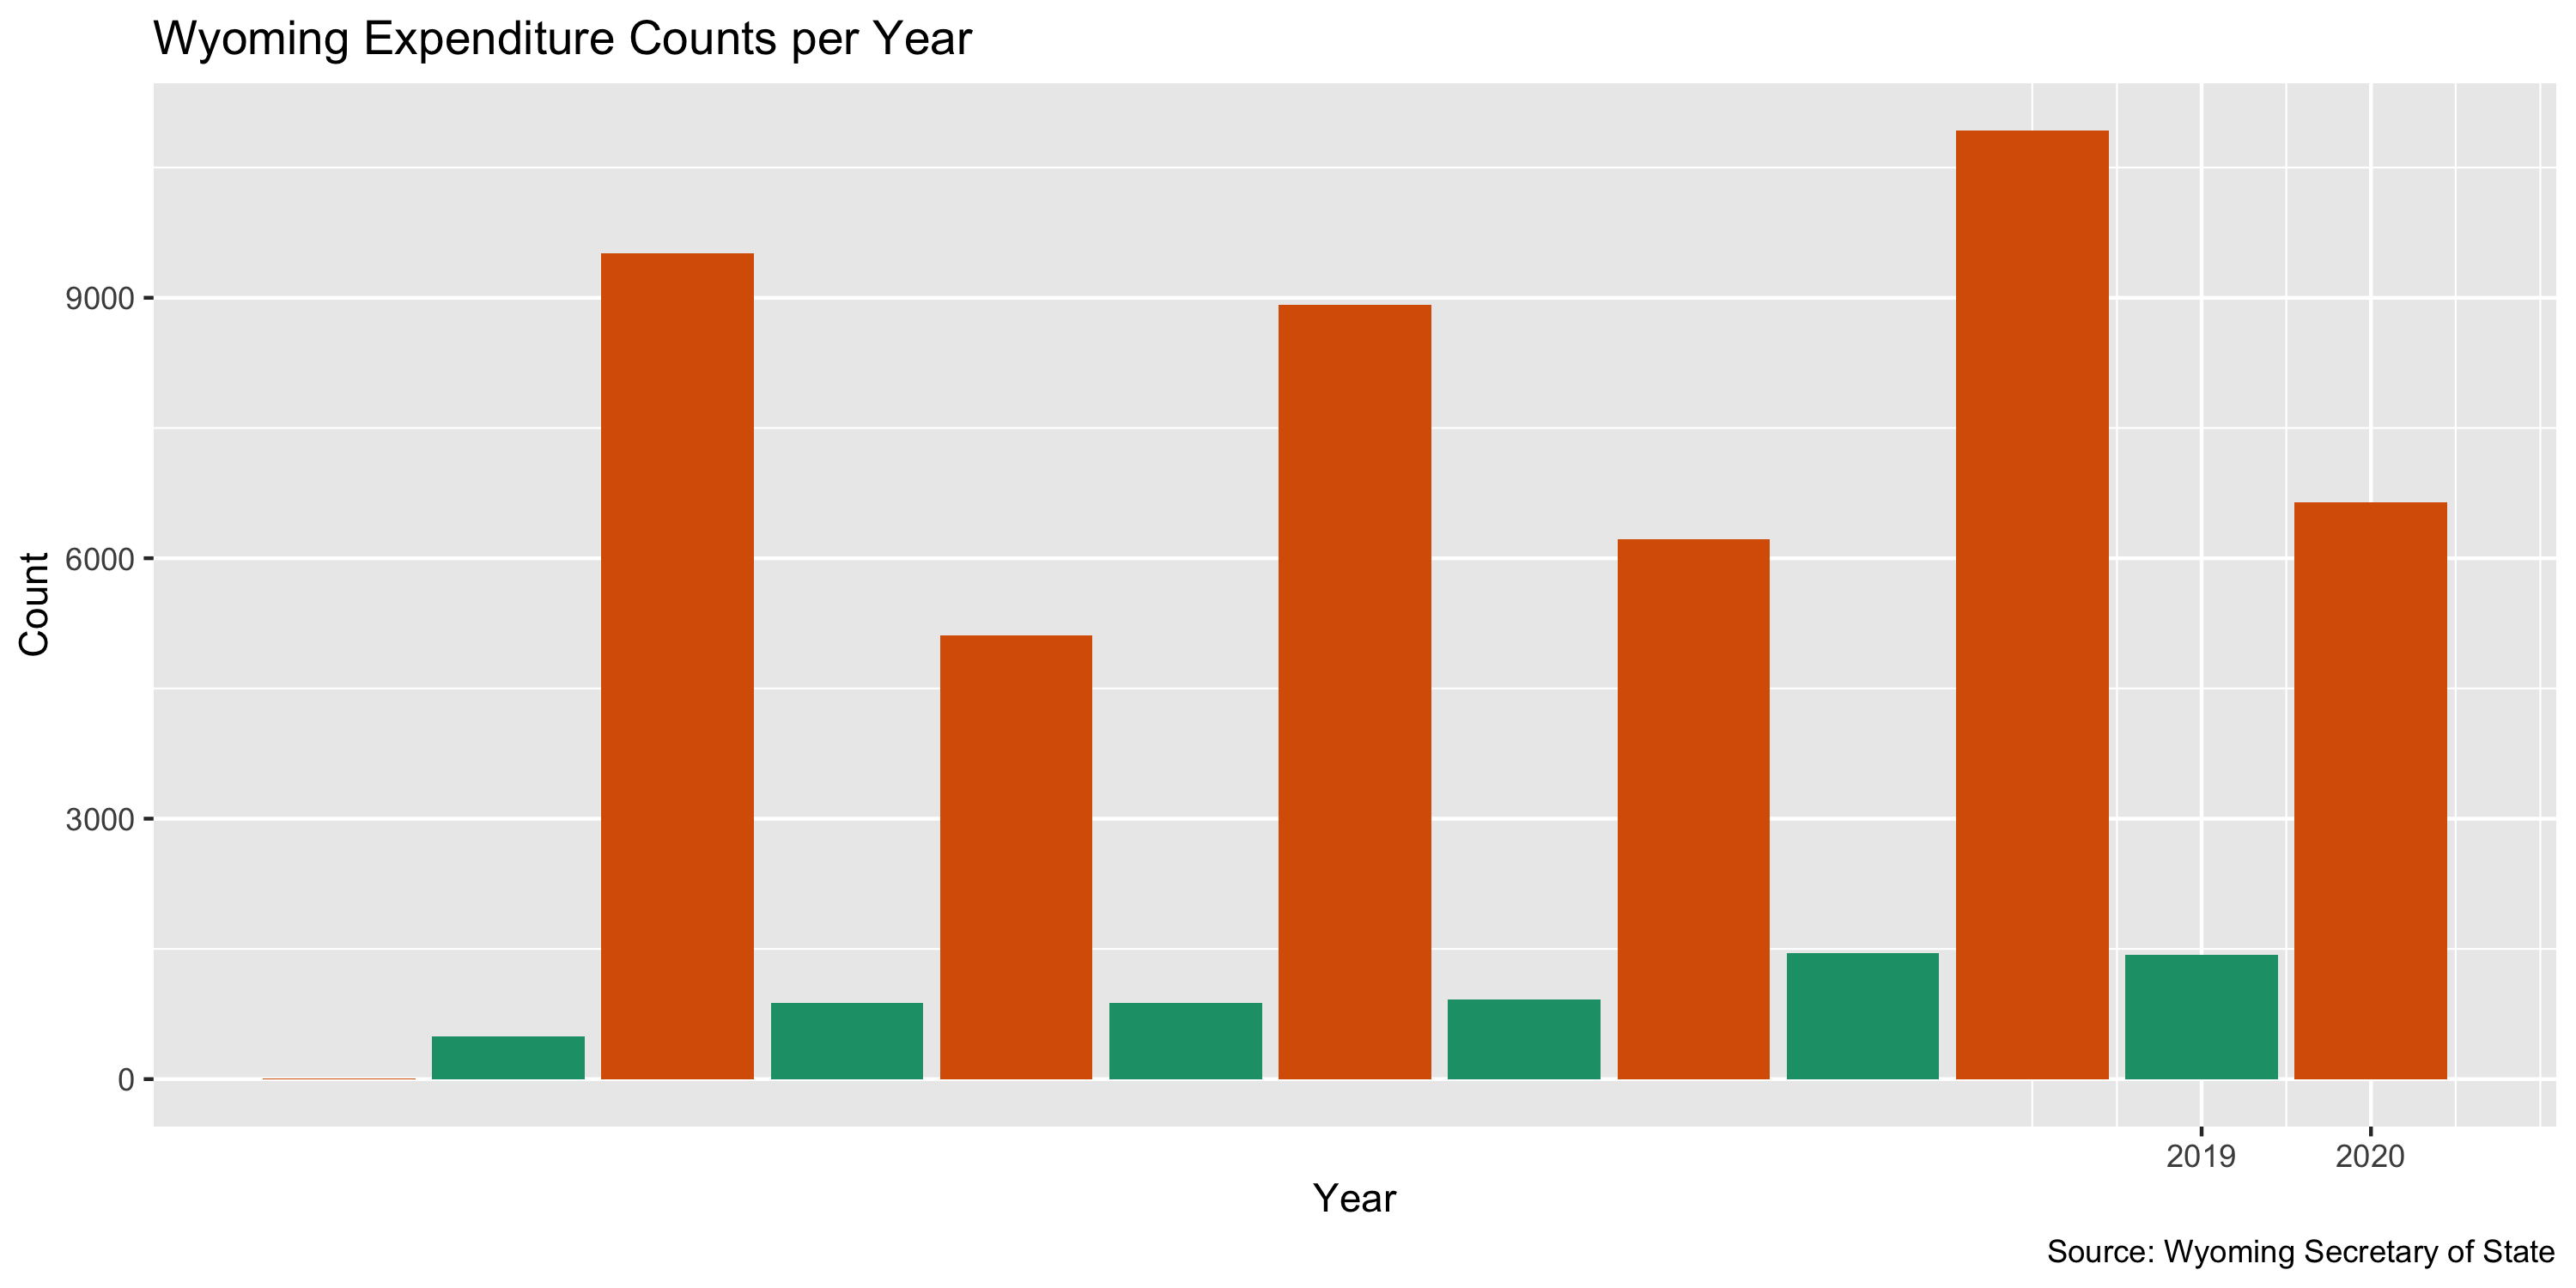 Wyoming Expenditure Counts per Year
Count
9000
6000
3000
0
2019 2020
Year
Source: Wyoming Secretary of State